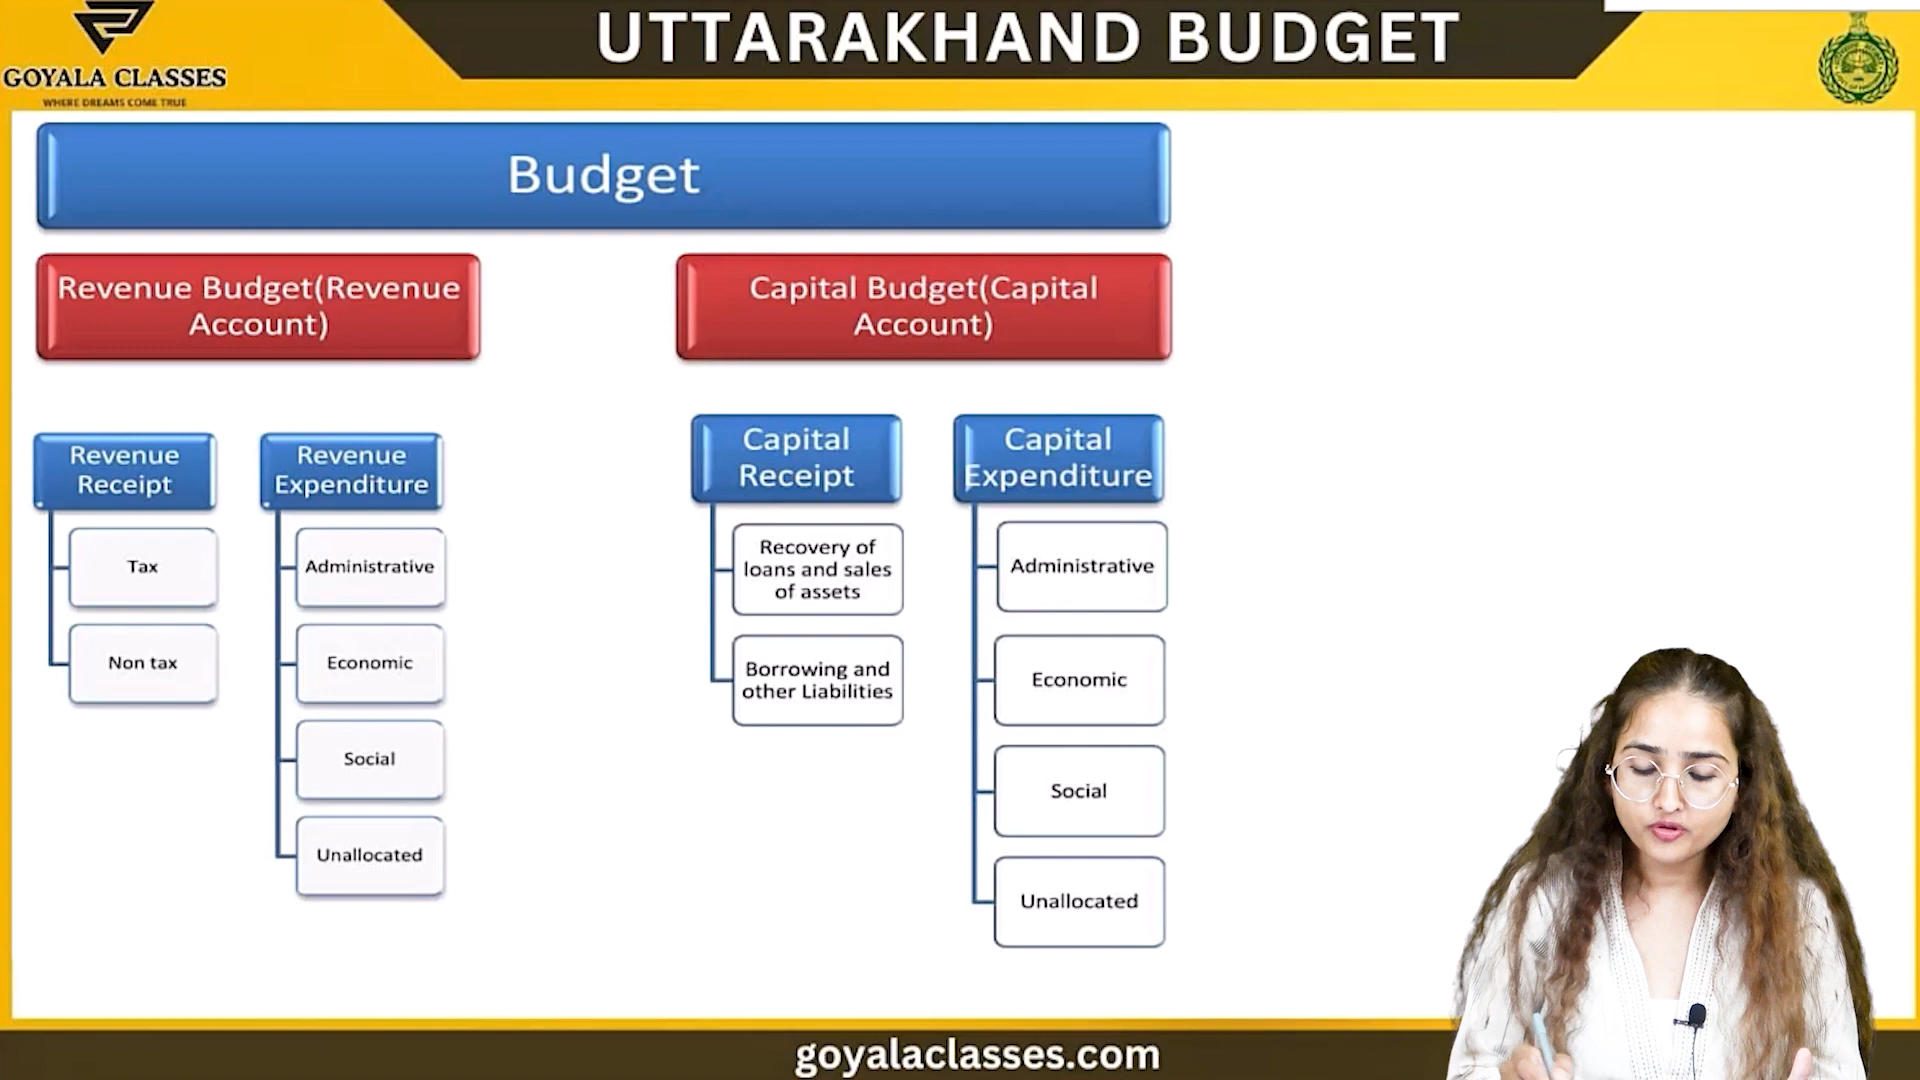 UTTARAKHAND BUDGET
GOYALA CLASSES
WHERE DREAMS COME TRUE
Budget
Revenue Budget(Revenue
Account)
Capital Budget(Capital
Account)
Revenue
Receipt
Tax
Non tax
Revenue
Expenditure
Administrative
Economic
Social
Unallocated
Capital
Receipt
Recovery of
loans and sales
of assets
Borrowing and
other Liabilities
Capital
Expenditure
Administrative
Economic
Social
Unallocated
goyalaclasses.com